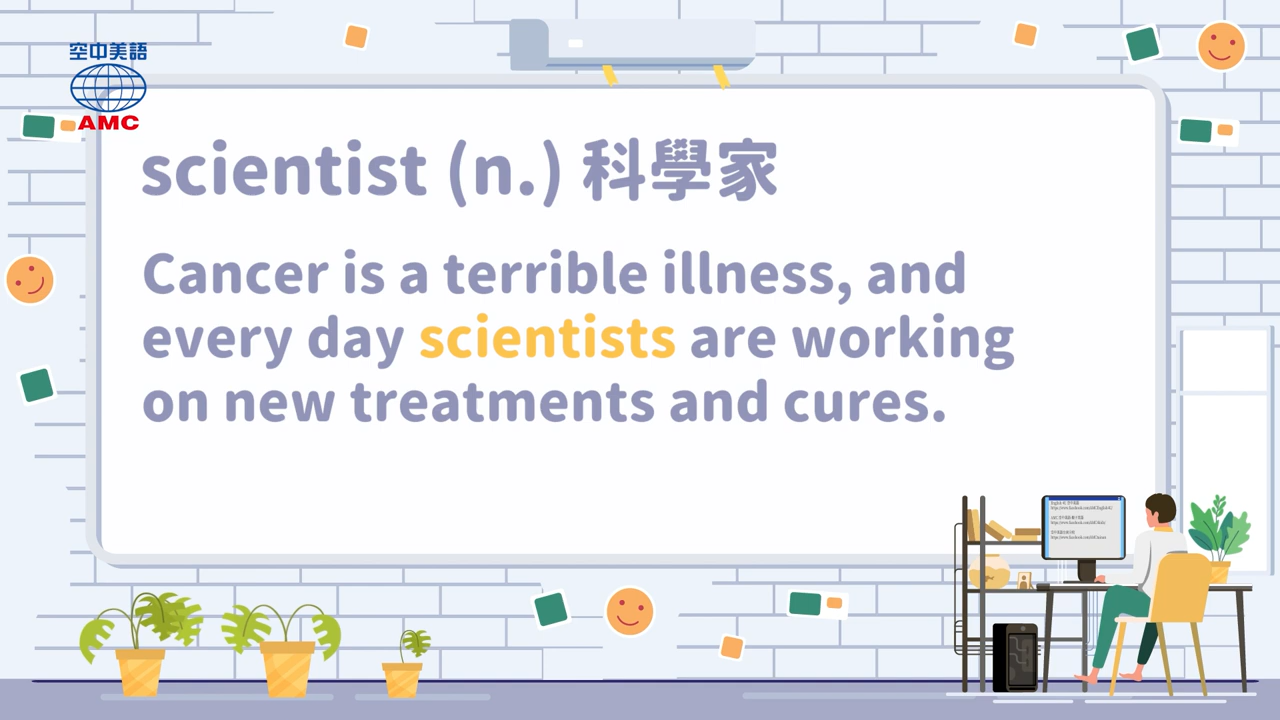 空中美語
AMC
scientist (n.) 科學家
Cancer is a terrible illness, and
every day scientists are working
on new treatments and cures.